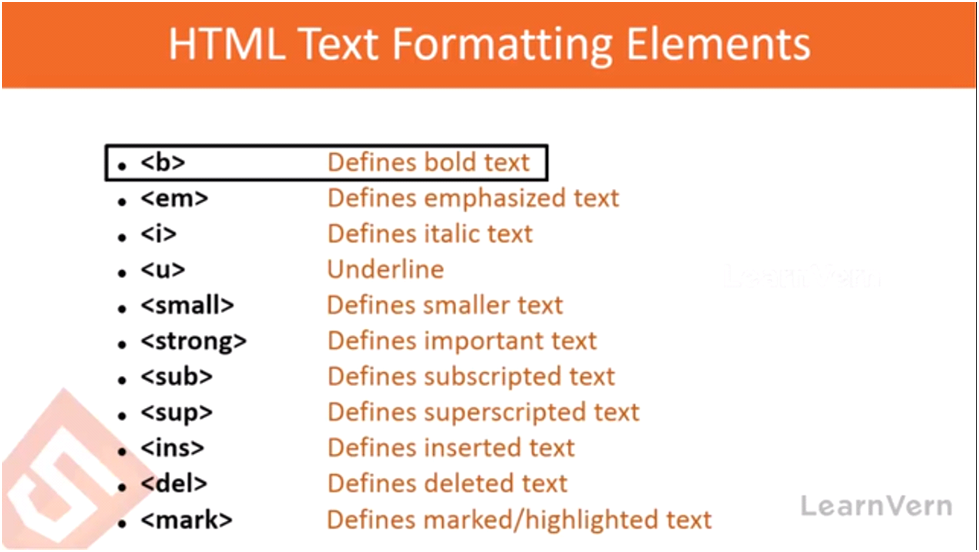 HTML Text Formatting Elements
• <b> Defines bold text
• <em> Defines emphasized text
• <i> Defines italic text
• <u> Underline
• <small> Defines smaller text
• <strong> Defines important text
• <sub> Defines subscripted text
• <sup> Defines superscripted text
• <ins> Defines inserted text
• <del> Defines deleted text
• <mark> Defines marked/highlighted text
LearnVern
LearnVern